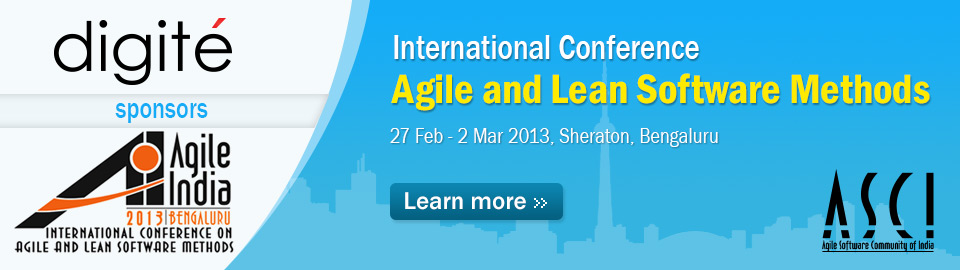 digité
sponsors
Agile
India
2013|BENGALURU
INTERNATIONAL CONFERENCE ON
AGILE AND LEAN SOFTWARE METHODS
International Conference
Agile and Lean Software Methods
27 Feb - 2 Mar 2013, Sheraton, Bengaluru
Learn more »
ASCI
Agile Software Community of India